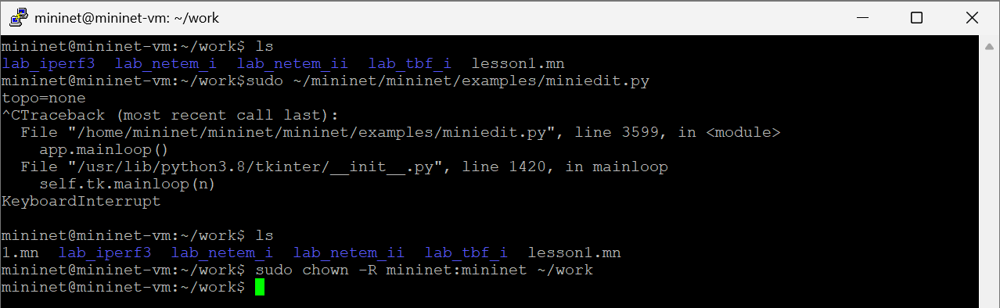 mininet@mininet-vm: ~/work
mininet@mininet-vm:~/work$ ls
lab_iperf3  lab_netem_i  lab_netem_ii  lab_tbf_i  lesson1.mn
mininet@mininet-vm:~/work$sudo ~/mininet/mininet/examples/miniedit.py
topo=none
^CTraceback (most recent call last):
  File "/home/mininet/mininet/mininet/examples/miniedit.py", line 3599, in <module>
    app.mainloop()
  File "/usr/lib/python3.8/tkinter/__init__.py", line 1420, in mainloop
    self.tk.mainloop(n)
KeyboardInterrupt
mininet@mininet-vm:~/work$ ls
1.mn  lab_iperf3  lab_netem_i  lab_netem_ii  lab_tbf_i  lesson1.mn
mininet@mininet-vm:~/work$ sudo chown -R mininet:mininet ~/work
mininet@mininet-vm:~/work$